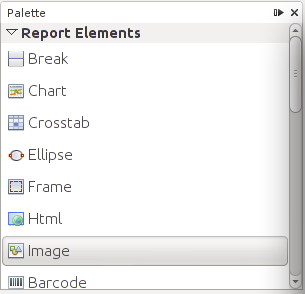 Palette
Report Elements
Break
Chart
Crosstab
Ellipse
Frame
Html
Image
Barcode